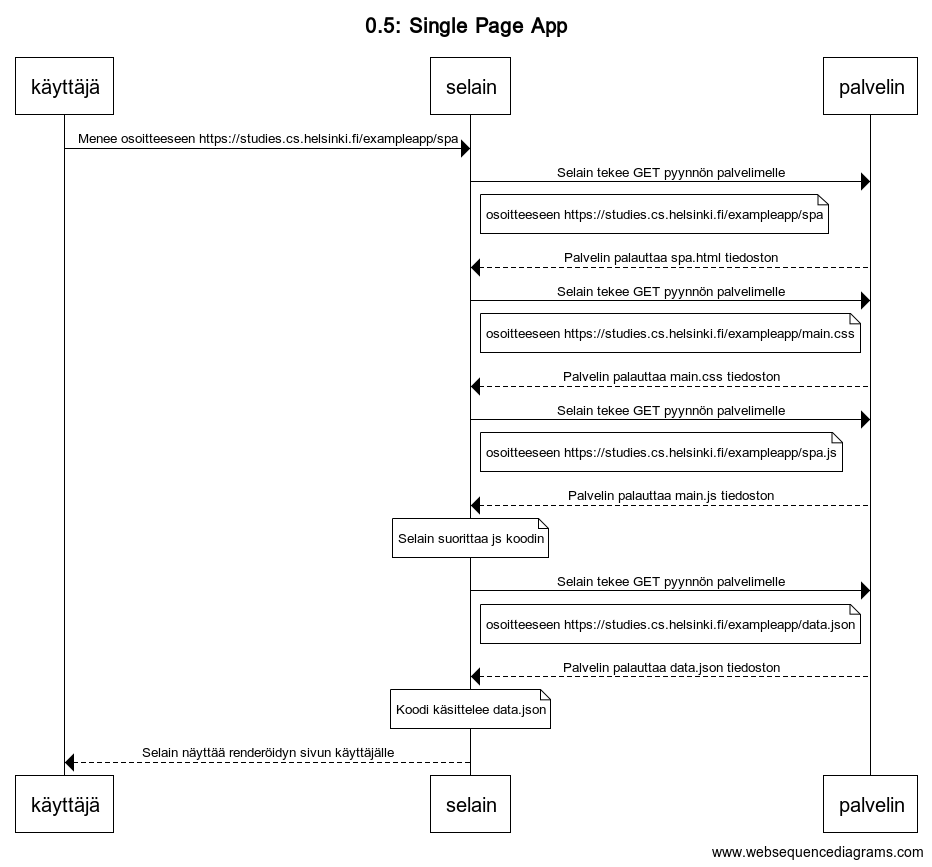 0.5: Single Page App
käyttäjä
selain
palvelin
Menee osoitteeseen https://studies.cs.helsinki.fi/exampleapp/spa
Selain tekee GET pyynnön palvelimelle
osoitteeseen https://studies.cs.helsinki.fi/exampleapp/spa
Palvelin palauttaa spa.html tiedoston
Selain tekee GET pyynnön palvelimelle
osoitteeseen https://studies.cs.helsinki.fi/exampleapp/main.css
Palvelin palauttaa main.css tiedoston
Selain tekee GET pyynnön palvelimelle
osoitteeseen https://studies.cs.helsinki.fi/exampleapp/spa.js
Palvelin palauttaa main.js tiedoston
Selain suorittaa js koodin
Selain tekee GET pyynnön palvelimelle
osoitteeseen https://studies.cs.helsinki.fi/exampleapp/data.json
Palvelin palauttaa data.json tiedoston
Koodi käsittelee data.json
Selain näyttää renderöidyn sivun käyttäjälle
käyttäjä
selain
palvelin
www.websequencediagrams.com